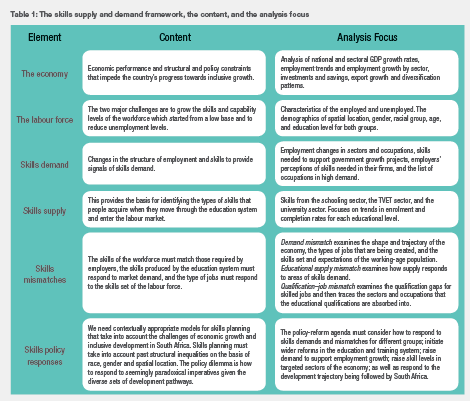 Table 1: The skills supply and demand framework, the content, and the analysis focus
Element
Content
Analysis Focus
The economy
Economic performance and structural and policy constraints
that impede the country's progress towards inclusive growth.
Analysis of national and sectoral GDP growth rates,
employment trends and employment growth by sector,
investments and savings, export growth and diversification
patterns.
The labour force
The two major challenges are to grow the skills and capability
levels of the workforce which started from a low base and to
reduce unemployment levels.
Characteristics of the employed and unemployed. The
demographics of spatial location, gender, racial group, age,
and education level for both groups.
Skills demand
Changes in the structure of employment and skills to provide
signals of skills demand.
Employment changes in sectors and occupations, skills
needed to support government growth projects, employers'
perceptions of skills needed in their firms, and the list of
occupations in high demand.
Skills supply
This provides the basis for identifying the types of skills that
people acquire when they move through the education system
and enter the labour market.
Skills from the schooling sector, the TVET sector, and the
university sector. Focuses on trends in enrolment and
completion rates for each educational level.
Skills
mismatches
The skills of the workforce must match those required by
employers, the skills produced by the education system must
respond to market demand, and the type of jobs must respond
to the skills set of the labour force.
Demand mismatch examines the shape and trajectory of the
economy, the types of jobs that are being created, and the
skills set and expectations of the working-age population.
Educational supply mismatch examines how supply responds
to areas of skills demand.
Qualification–job mismatch examines the qualification gaps for
skilled jobs and then traces the sectors and occupations that
the educational qualifications are absorbed into.
Skills policy
responses
We need contextually appropriate models for skills planning
that take into account the challenges of economic growth and
inclusive development in South Africa. Skills planning must
take into account past structural inequalities on the basis of
race, gender and spatial location. The policy dilemma is how
to respond to seemingly paradoxical imperatives given the
diverse sets of development pathways.
The policy-reform agenda must consider how to respond to
skills demands and mismatches for different groups; initiate
wider reforms in the education and training system; raise
demand to support employment growth; raise skill levels in
targeted sectors of the economy; as well as respond to the
development trajectory being followed by South Africa.